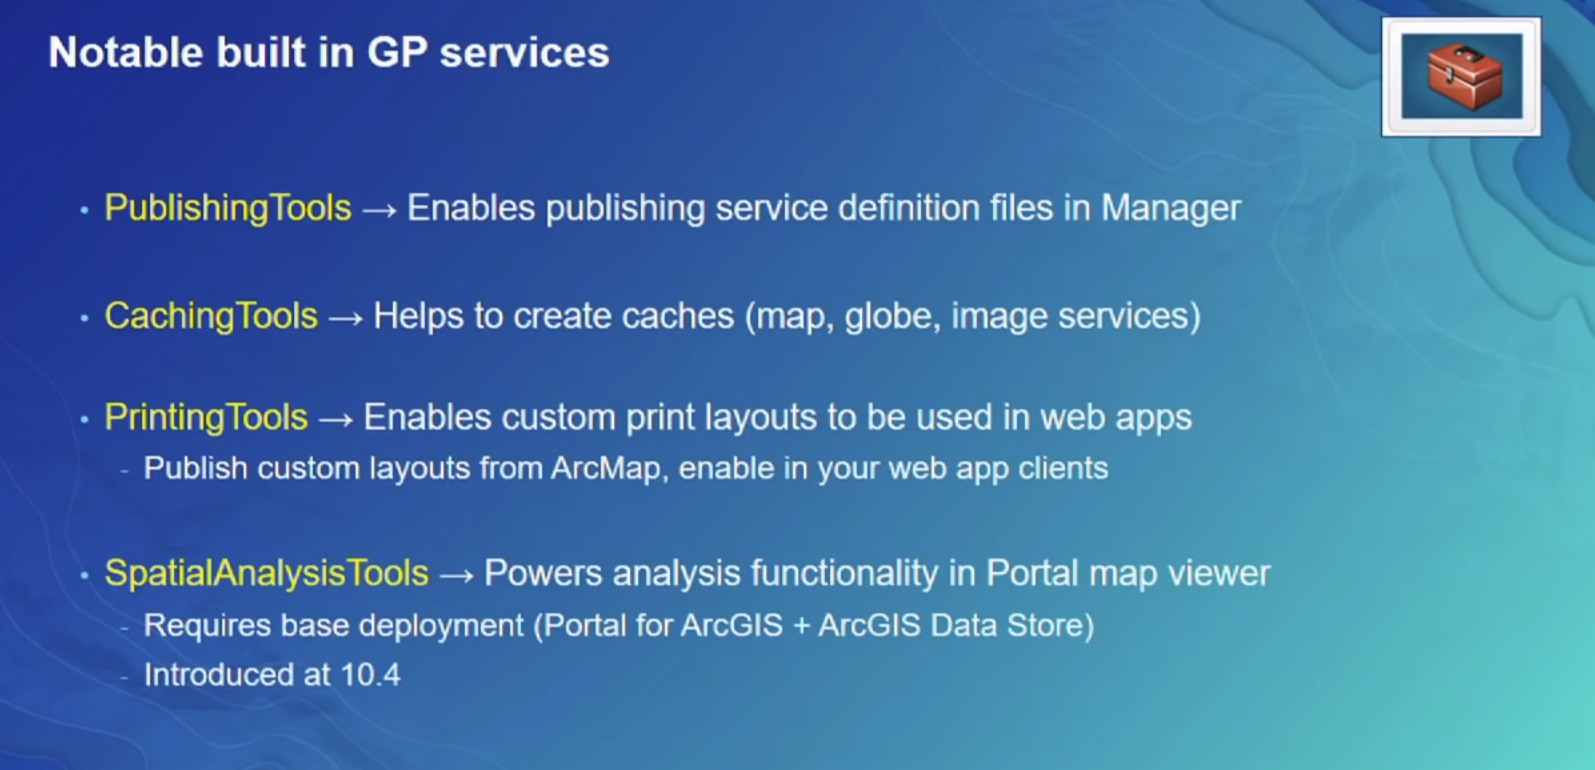 Notable built in GP services
• PublishingTools → Enables publishing service definition files in Manager
• CachingTools → Helps to create caches (map, globe, image services)
• PrintingTools → Enables custom print layouts to be used in web apps
- Publish custom layouts from ArcMap, enable in your web app clients
• SpatialAnalysisTools → Powers analysis functionality in Portal map viewer
- Requires base deployment (Portal for ArcGIS + ArcGIS Data Store)
- Introduced at 10.4